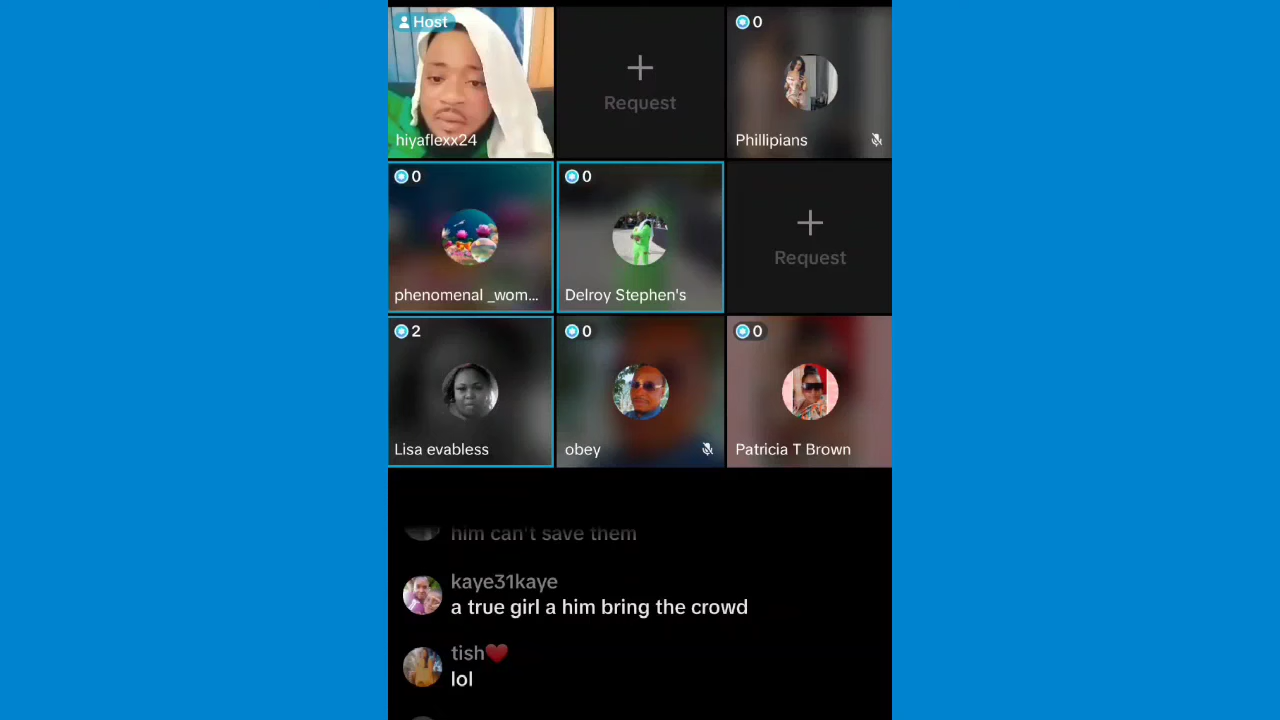 Host
hiyaflexx24
Request
0
Phillipians
0
phenomenal _wom...
0
Delroy Stephen's
Request
2
Lisa evabless
0
obey
0
Patricia T Brown
him can't save them
kaye31kaye
a true girl a him bring the crowd
tish❤️
lol